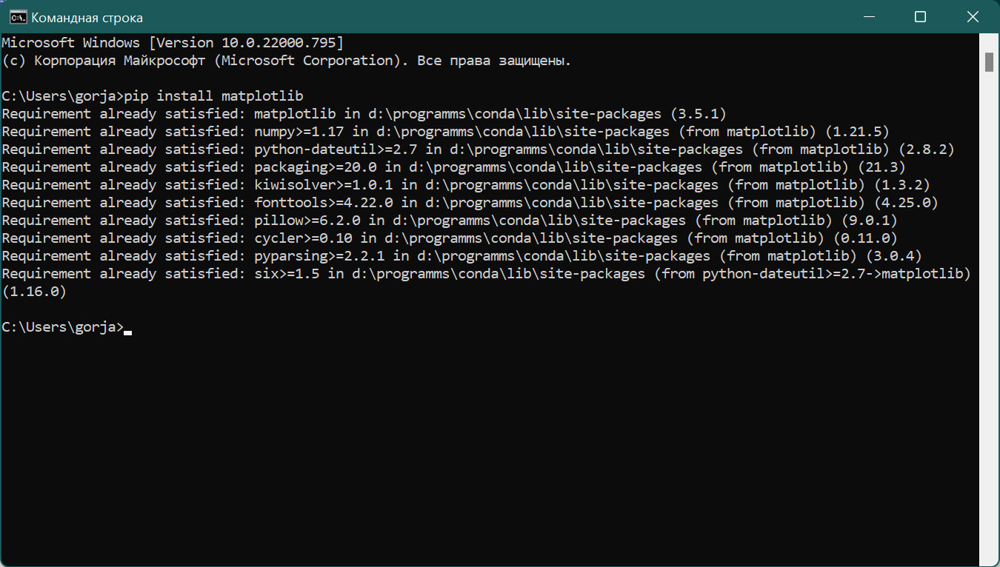 Командная строка
Microsoft Windows [Version 10.0.22000.795]
(c) Корпорация Майкрософт (Microsoft Corporation). Все права защищены.
C:\Users\gorja>pip install matplotlib
Requirement already satisfied: matplotlib in d:\programms\conda\lib\site-packages (3.5.1)
Requirement already satisfied: numpy>=1.17 in d:\programms\conda\lib\site-packages (from matplotlib) (1.21.5)
Requirement already satisfied: python-dateutil>=2.7 in d:\programms\conda\lib\site-packages (from matplotlib) (2.8.2)
Requirement already satisfied: packaging>=20.0 in d:\programms\conda\lib\site-packages (from matplotlib) (21.3)
Requirement already satisfied: kiwisolver>=1.0.1 in d:\programms\conda\lib\site-packages (from matplotlib) (1.3.2)
Requirement already satisfied: fonttools>=4.22.0 in d:\programms\conda\lib\site-packages (from matplotlib) (4.25.0)
Requirement already satisfied: pillow>=6.2.0 in d:\programms\conda\lib\site-packages (from matplotlib) (9.0.1)
Requirement already satisfied: cycler>=0.10 in d:\programms\conda\lib\site-packages (from matplotlib) (0.11.0)
Requirement already satisfied: pyparsing>=2.2.1 in d:\programms\conda\lib\site-packages (from matplotlib) (3.0.4)
Requirement already satisfied: six>=1.5 in d:\programms\conda\lib\site-packages (from python-dateutil>=2.7->matplotlib)
(1.16.0)
C:\Users\gorja>